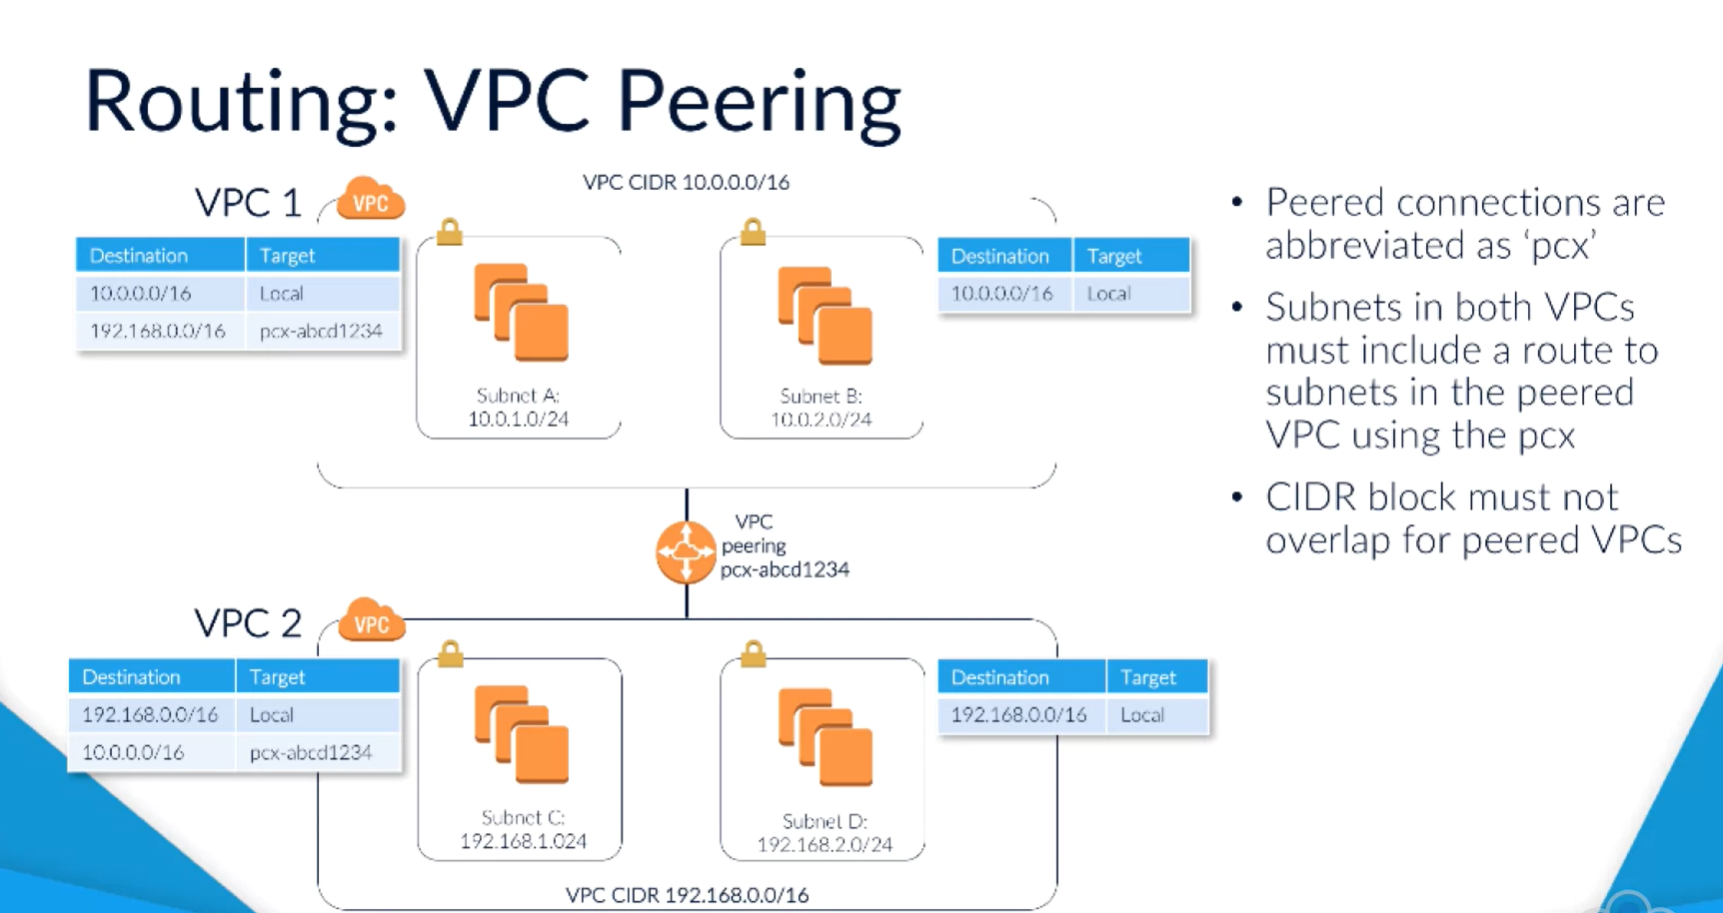 Routing: VPC Peering
VPC CIDR 10.0.0.0/16
VPC 1
VPC
Destination Target
10.0.0.0/16 Local
192.168.0.0/16 pcx-abcd1234
Subnet A:
10.0.1.0/24
Subnet B:
10.0.2.0/24
Destination Target
10.0.0.0/16 Local
VPC
peering
pcx-abcd1234
VPC 2
VPC
Destination Target
192.168.0.0/16 Local
10.0.0.0/16 pcx-abcd1234
Subnet C:
192.168.1.024
Subnet D:
192.168.2.0/24
Destination Target
192.168.0.0/16 Local
VPC CIDR 192.168.0.0/16
• Peered connections are
abbreviated as ‘pcx’
• Subnets in both VPCs
must include a route to
subnets in the peered
VPC using the pcx
• CIDR block must not
overlap for peered VPCs